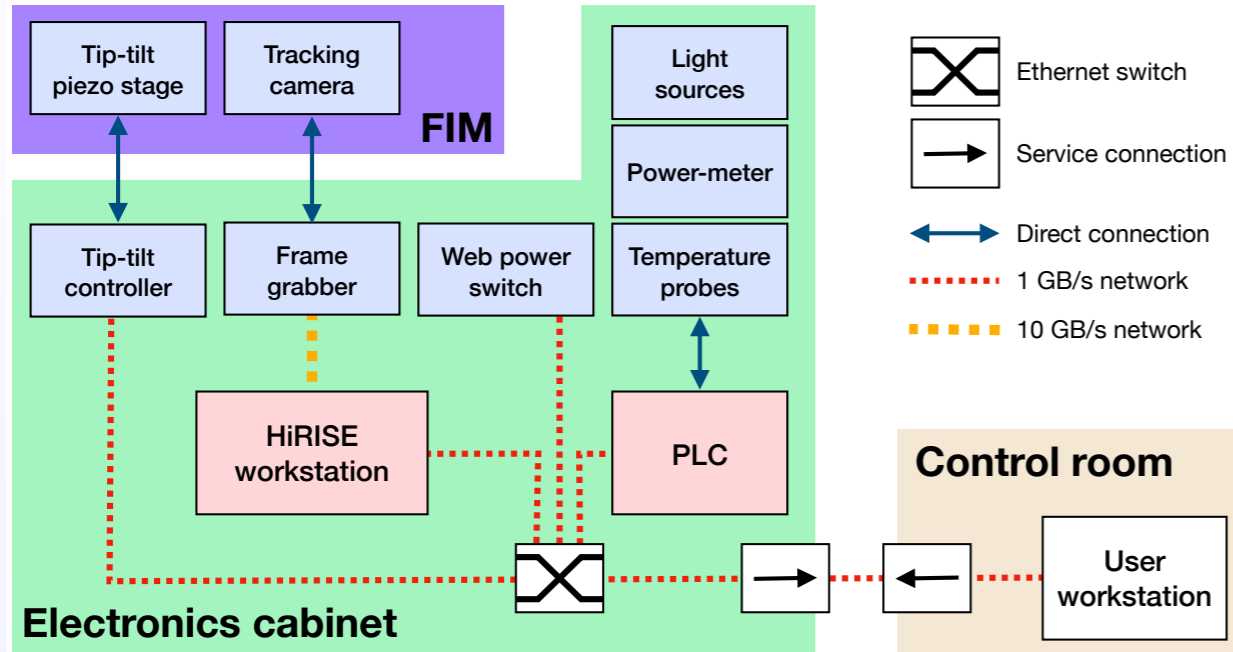 Tip-tilt
piezo stage
Tracking
camera
FIM
Light
sources
Power-meter
Temperature
probes
Tip-tilt
controller
Frame
grabber
Web power
switch
HiRISE
workstation
PLC
Electronics cabinet
Control room
User
workstation
Ethernet switch
Service connection
Direct connection
1 GB/s network
10 GB/s network